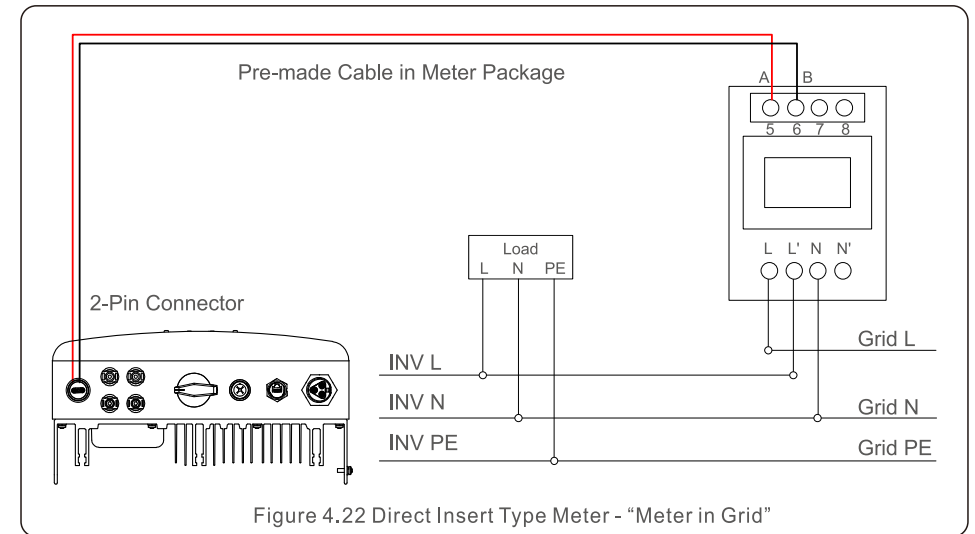 Pre-made Cable in Meter Package
A B
5 6 7 8
Load
L N PE
L L' N N'
2-Pin Connector
Grid L
INV L
INV N
Grid N
INV PE
Grid PE
Figure 4.22 Direct Insert Type Meter - “Meter in Grid”